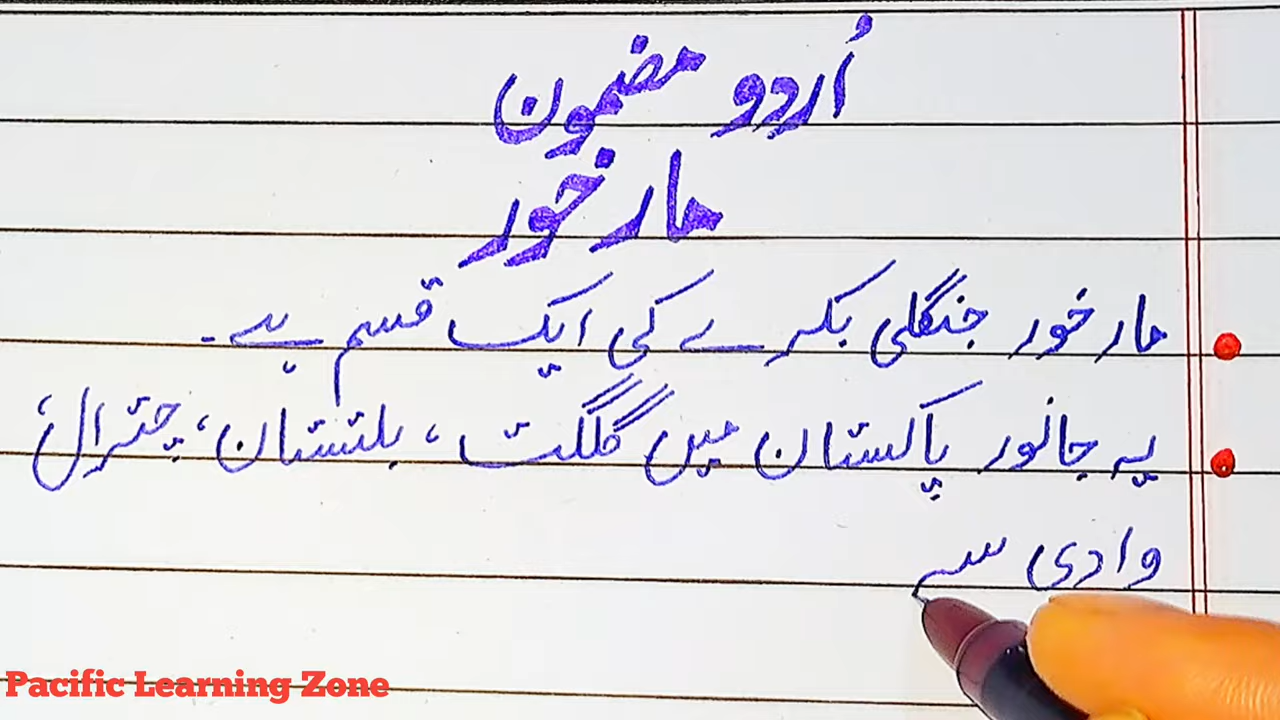 اُردو مضمون
مارخور
مارخور جنگلی بکرے کی ایک قسم ہے۔
یہ جانور پاکستان میں گلگت، بلتستان، چترال،
وادی سے
Pacific Learning Zone